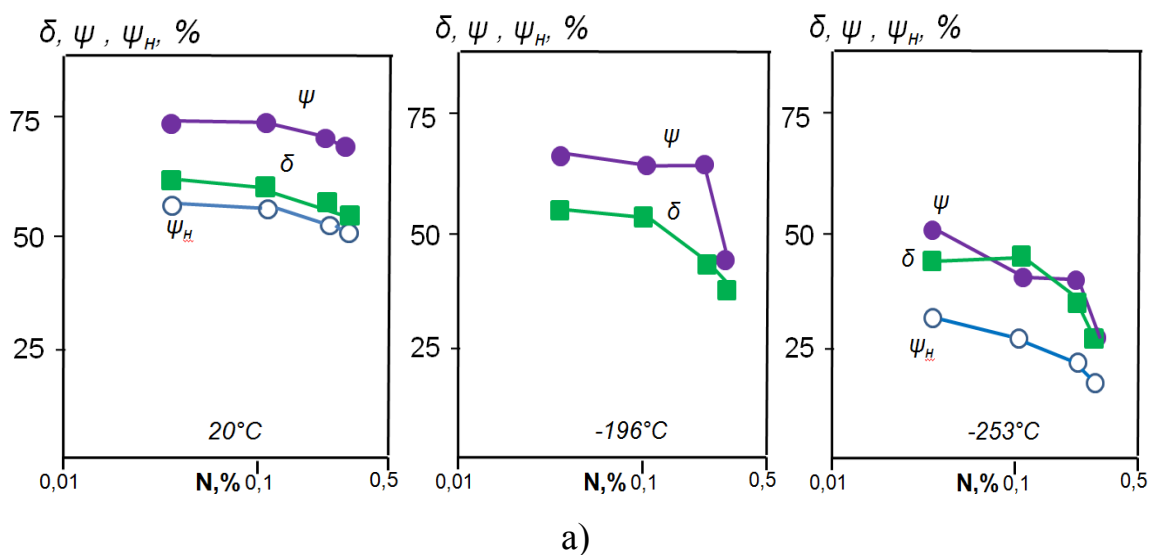 δ, ψ , ψн, %
75
50
25
ψ
δ
ψн
20°C
0,01
N,% 0,1
0,5
δ, ψ , ψн, %
75
50
25
ψ
δ
-196°C
0,01
N,% 0,1
0,5
δ, ψ , ψн, %
75
50
25
ψ
δ
ψн
-253°C
0,01
N,% 0,1
0,5
a)